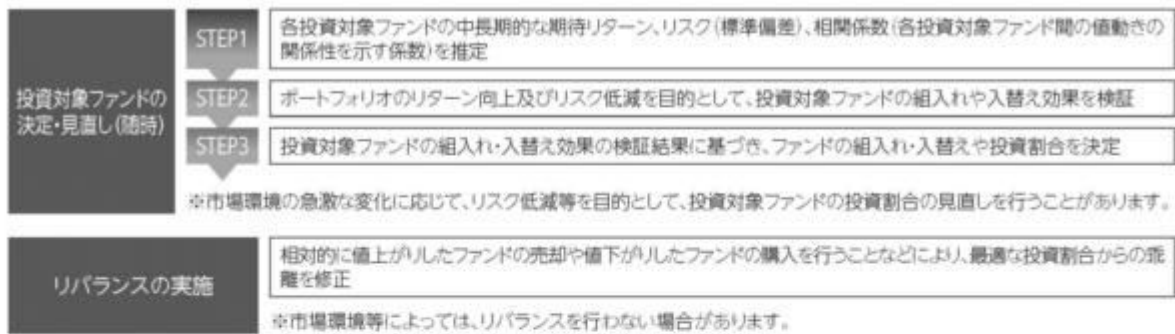 投資対象ファンドの
決定・見直し(随時)
STEP1
各投資対象ファンドの中長期的な期待リターン、リスク(標準偏差)、相関係数(各投資対象ファンド間の値動きの
関係性を示す係数)を推定
STEP2
ポートフォリオのリターン向上及びリスク低減を目的として、投資対象ファンドの組入れや入替え効果を検証
STEP3
投資対象ファンドの組入れ・入替え効果の検証結果に基づき、ファンドの組入れ・入替えや投資割合を決定
※市場環境の急激な変化に応じて、リスク低減等を目的として、投資対象ファンドの投資割合の見直しを行うことがあります。
リバランスの実施
相対的に値上がりしたファンドの売却や値下がりしたファンドの購入を行うことなどにより、最適な投資割合からの乖
離を修正
※市場環境等によっては、リバランスを行わない場合があります。